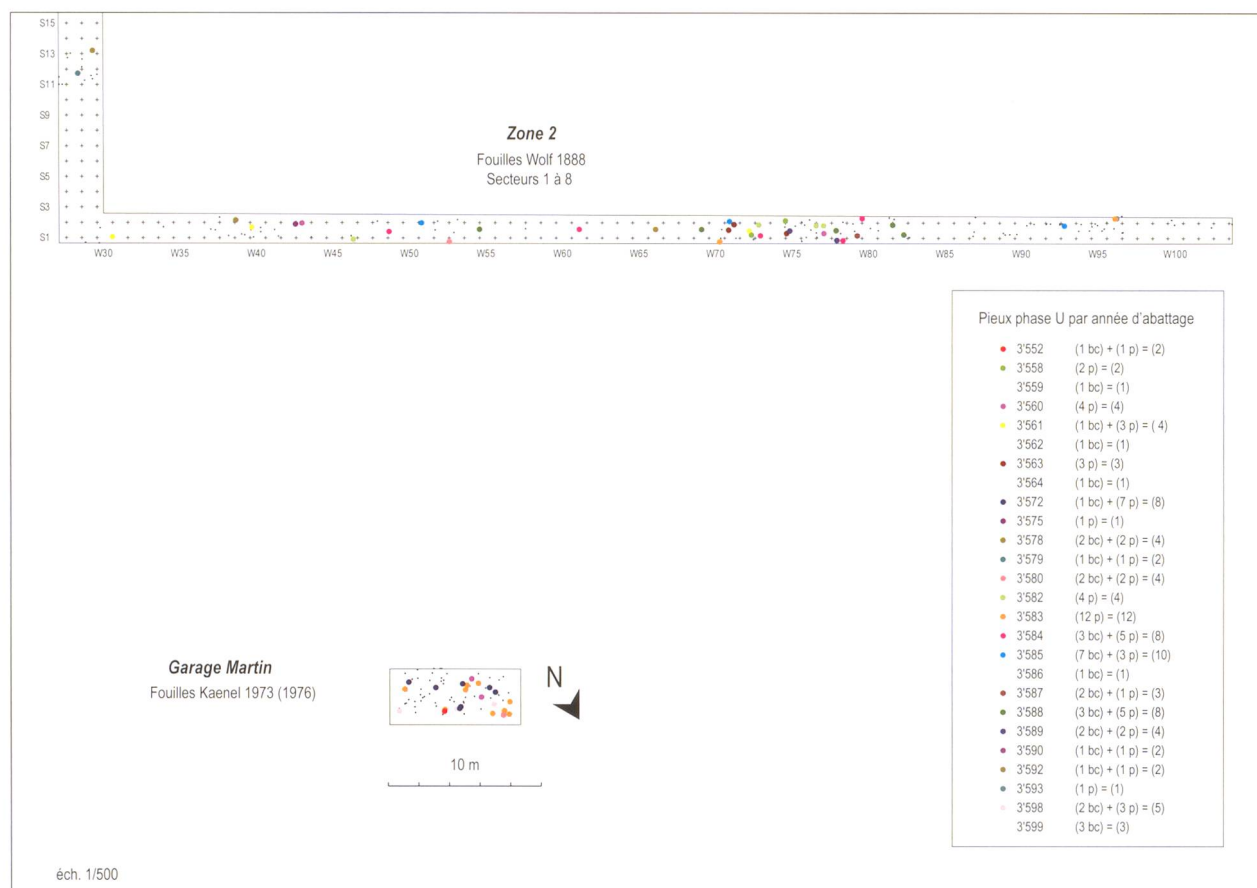 S15
S13
S11
S9
S7
S5
S3
S1
Zone 2
Fouilles Wolf 1888
Secteurs 1 à 8
W30 W35 W40 W45 W50 W55 W60 W65 W70 W75 W80 W85 W90 W95 W100
Pieux phase U par année d'abattage
3'552 (1 bc) + (1 p) = (2)
3'558 (2 p) = (2)
3'559 (1 bc) = (1)
3'560 (4 p) = (4)
3'561 (1 bc) + (3 p) = ( 4)
3'562 (1 bc) = (1)
3'563 (3 p) = (3)
3'564 (1 bc) = (1)
3'572 (1 bc) + (7 p) = (8)
3'575 (1 p) = (1)
3'578 (2 bc) + (2 p) = (4)
3'579 (1 bc) + (1 p) = (2)
3'580 (2 bc) + (2 p) = (4)
3'582 (4 p) = (4)
3'583 (12 p) = (12)
3'584 (3 bc) + (5 p) = (8)
3'585 (7 bc) + (3 p) = (10)
3'586 (1 bc) = (1)
3'587 (2 bc) + (1 p) = (3)
3'588 (3 bc) + (5 p) = (8)
3'589 (2 bc) + (2 p) = (4)
3'590 (1 bc) + (1 p) = (2)
3'592 (1 bc) + (1 p) = (2)
3'593 (1 p) = (1)
3'598 (2 bc) + (3 p) = (5)
3'599 (3 bc) = (3)
Garage Martin
Fouilles Kaenel 1973 (1976)
N
10 m
éch. 1/500